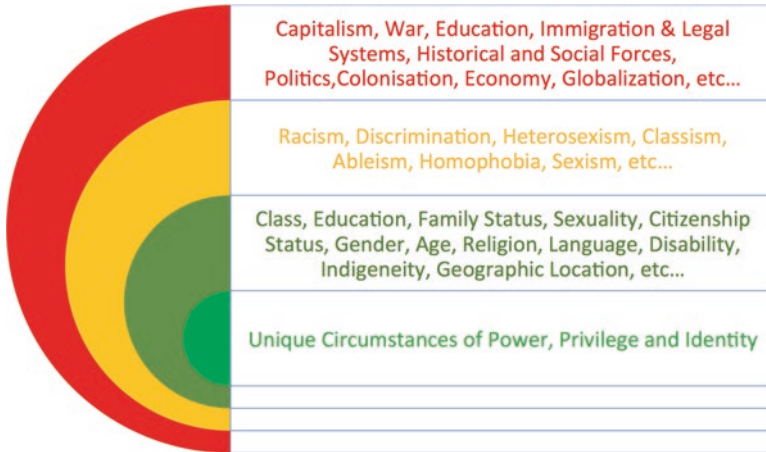 Capitalism, War, Education, Immigration & Legal
Systems, Historical and Social Forces,
Politics,Colonisation, Economy, Globalization, etc...
Racism, Discrimination, Heterosexism, Classism,
Ableism, Homophobia, Sexism, etc...
Class, Education, Family Status, Sexuality, Citizenship
Status, Gender, Age, Religion, Language, Disability,
Indigeneity, Geographic Location, etc...
Unique Circumstances of Power, Privilege and Identity